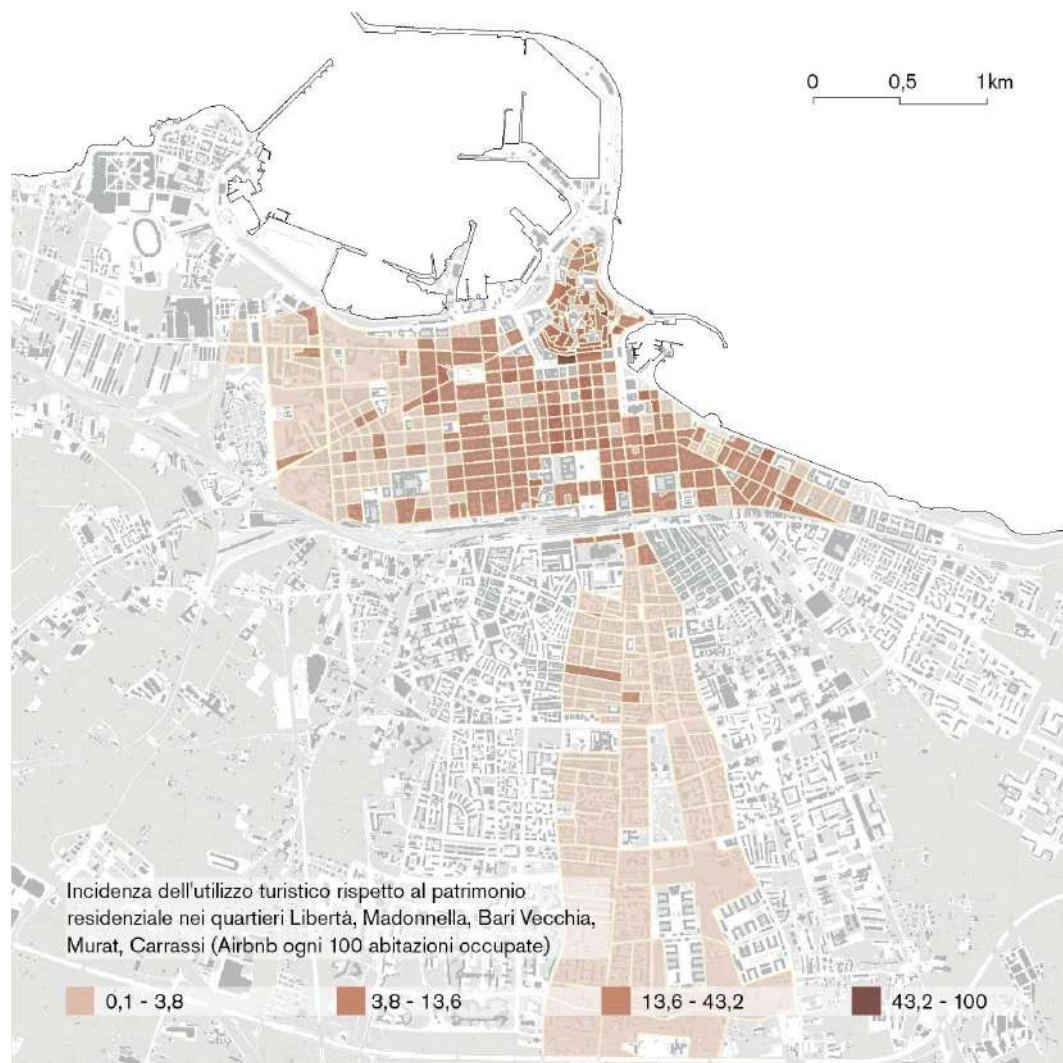 0 0,5 1km
Incidenza dell'utilizzo turistico rispetto al patrimonio
residenziale nei quartieri Libertà, Madonnella, Bari Vecchia,
Murat, Carrassi (Airbnb ogni 100 abitazioni occupate)
0,1 - 3,8 3,8 - 13,6 13,6 - 43,2 43,2 - 100